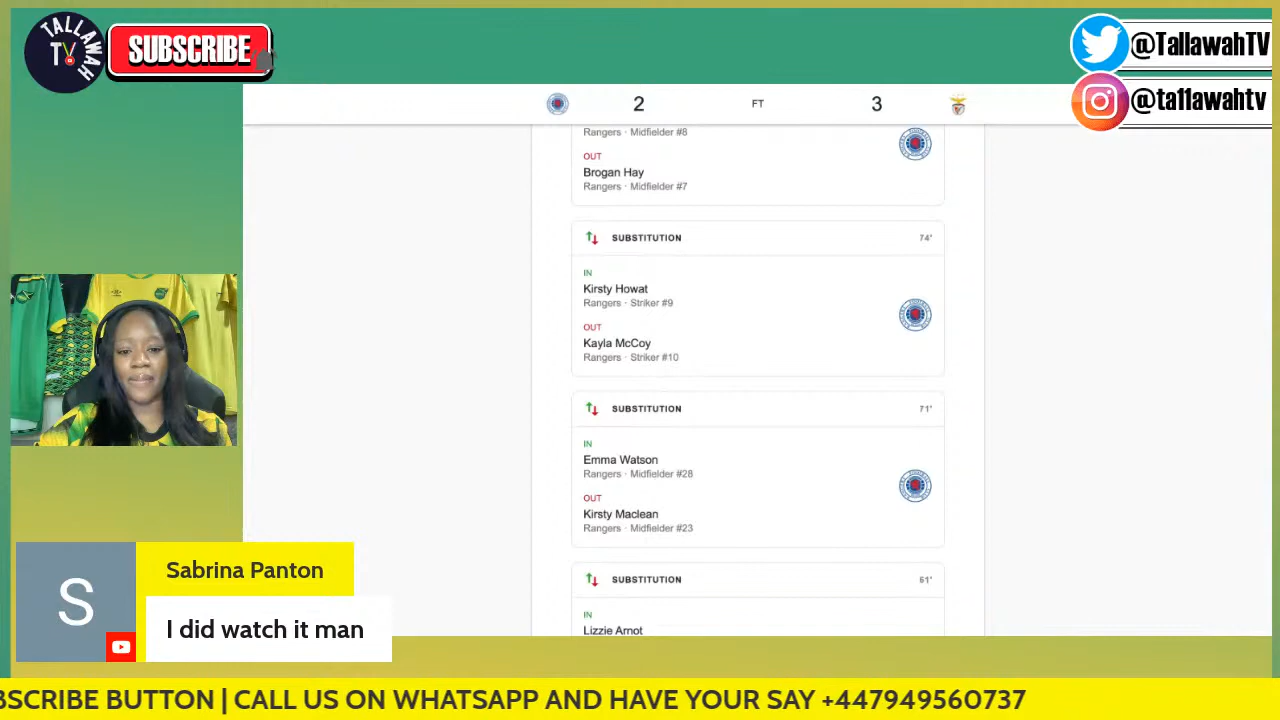 TALLAWAH
TV
SUBSCRIBE
@TallawahTV
@ta11awahtv
2
FT
3
Rangers · Midfielder #8
OUT
Brogan Hay
Rangers · Midfielder #7
SUBSTITUTION
74'
IN
Kirsty Howat
Rangers · Striker #9
OUT
Kayla McCoy
Rangers · Striker #10
SUBSTITUTION
71'
IN
Emma Watson
Rangers · Midfielder #28
OUT
Kirsty Maclean
Rangers · Midfielder #23
SUBSTITUTION
61'
IN
Lizzie Arnot
S
Sabrina Panton
I did watch it man
BSCRIBE BUTTON | CALL US ON WHATSAPP AND HAVE YOUR SAY +447949560737